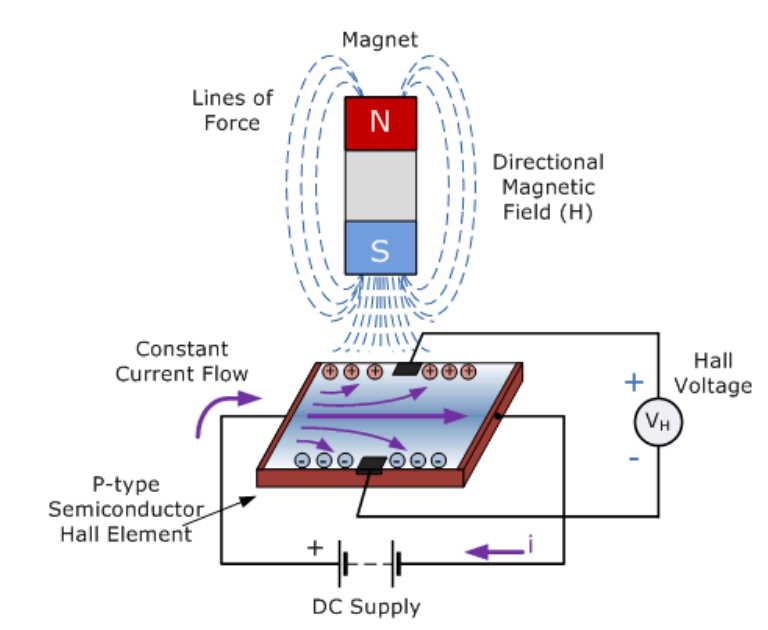 Magnet
Lines of
Force
N
Directional
Magnetic
Field (H)
S
Constant
Current Flow
Hall
Voltage
+ + + + + +
+
VH
-
- - - - - -
P-type
Semiconductor
Hall Element
+
i
DC Supply